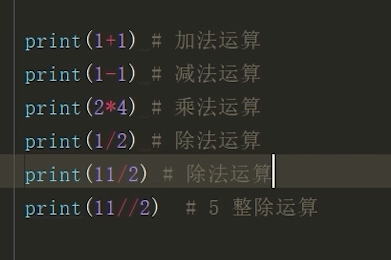 print(1+1) # 加法运算
print(1-1) # 减法运算
print(2*4) # 乘法运算
print(1/2) # 除法运算
print(11/2) # 除法运算
print(11//2)  # 5 整除运算